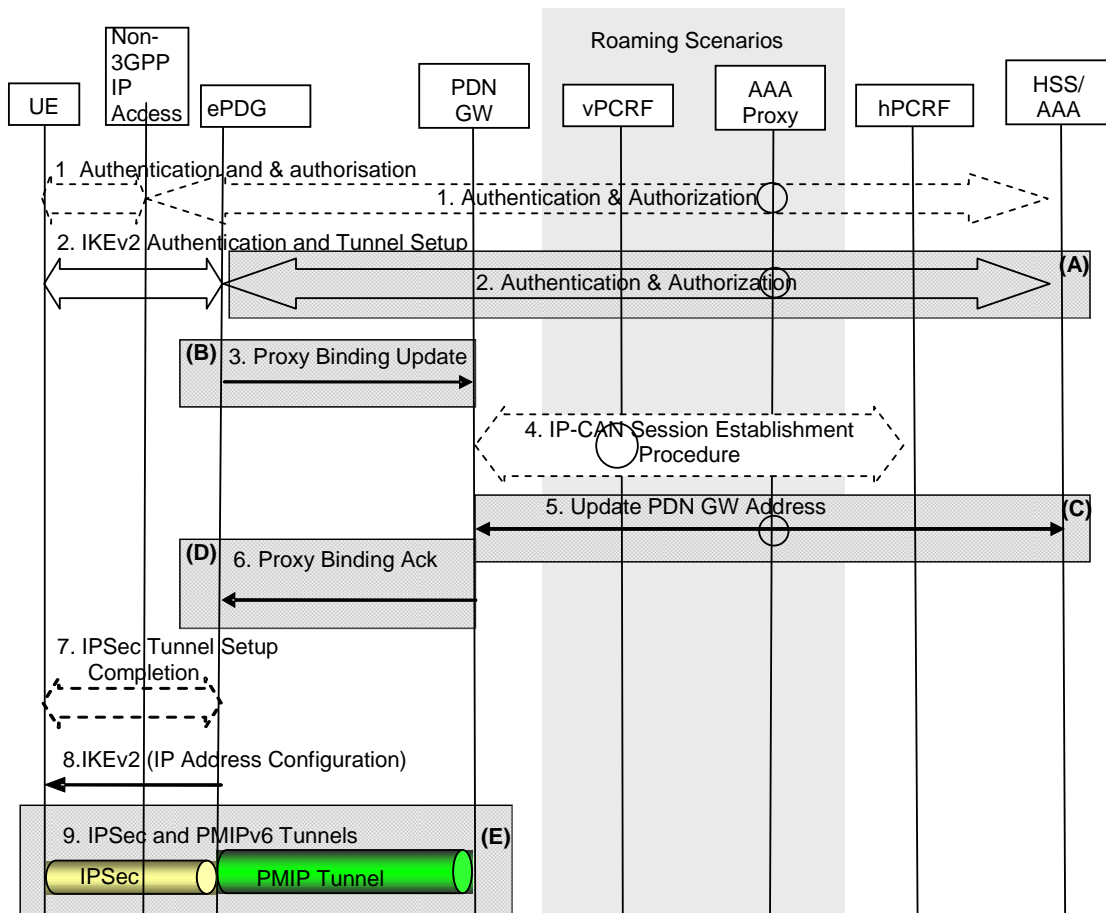 Roaming Scenarios
Non-
3GPP
IP
Access
UE
ePDG
PDN
GW
vPCRF
AAA
Proxy
hPCRF
HSS/
AAA
1 Authentication and & authorisation
1. Authentication & Authorization
2. IKEv2 Authentication and Tunnel Setup
(A)
2. Authentication & Authorization
(B)
3. Proxy Binding Update
4. IP-CAN Session Establishment
Procedure
5. Update PDN GW Address
(C)
(D)
6. Proxy Binding Ack
7. IPSec Tunnel Setup
Completion
8.IKEv2 (IP Address Configuration)
9. IPSec and PMIPv6 Tunnels
(E)
IPSec
PMIP Tunnel